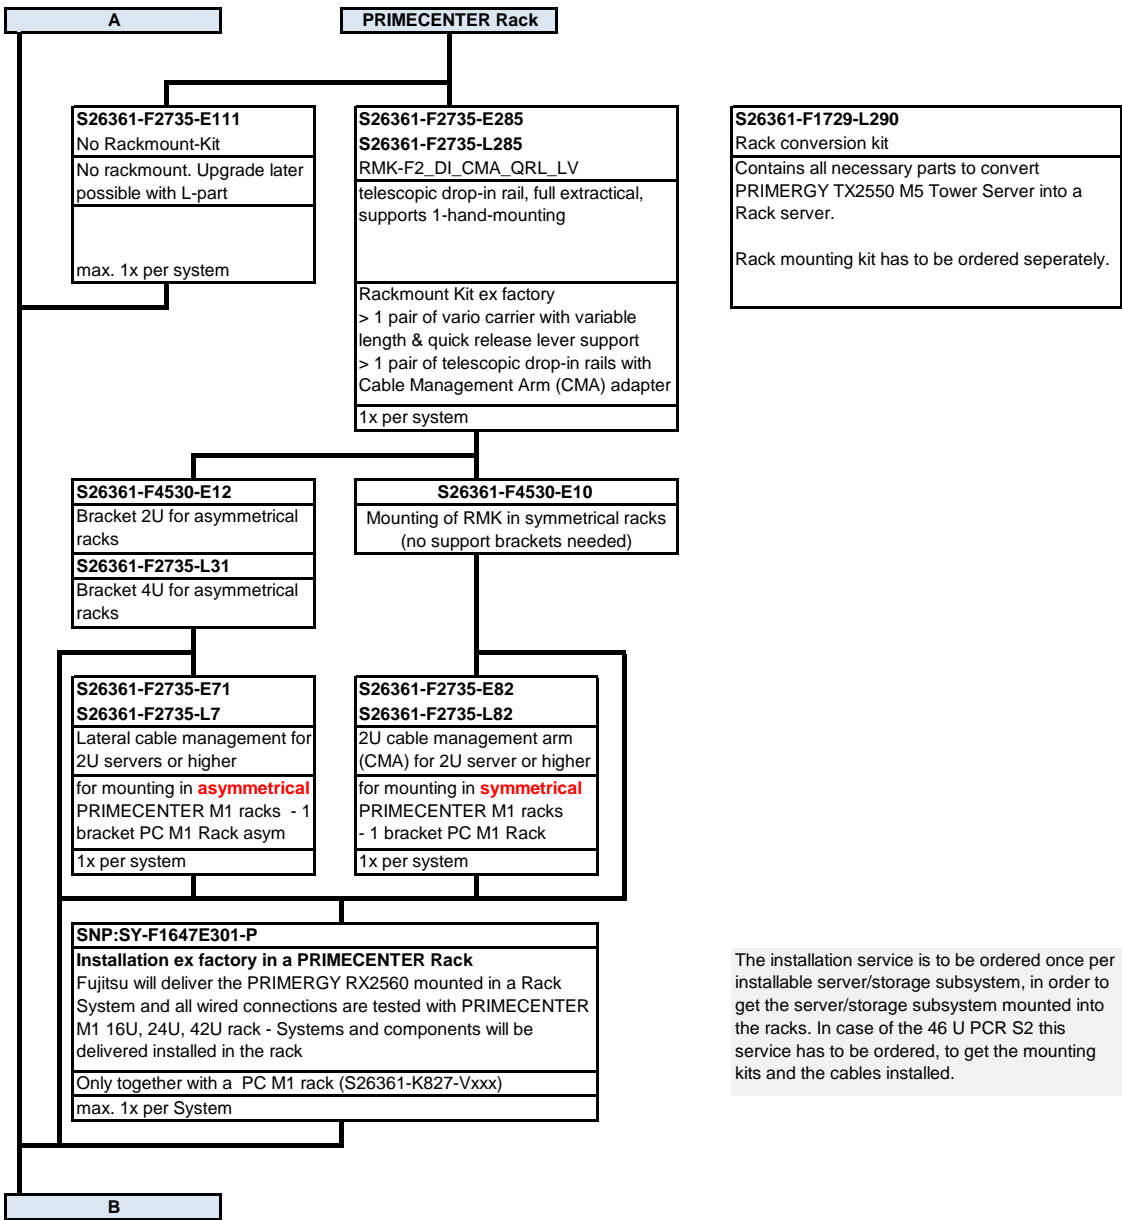 A
PRIMECENTER Rack
S26361-F2735-E111
No Rackmount-Kit
No rackmount. Upgrade later
possible with L-part
max. 1x per system
S26361-F2735-E285
S26361-F2735-L285
RMK-F2_DI_CMA_QRL_LV
telescopic drop-in rail, full extractical,
supports 1-hand-mounting
Rackmount Kit ex factory
> 1 pair of vario carrier with variable
length & quick release lever support
> 1 pair of telescopic drop-in rails with
Cable Management Arm (CMA) adapter
1x per system
S26361-F1729-L290
Rack conversion kit
Contains all necessary parts to convert
PRIMERGY TX2550 M5 Tower Server into a
Rack server.
Rack mounting kit has to be ordered seperately.
S26361-F4530-E12
Bracket 2U for asymmetrical
racks
S26361-F2735-L31
Bracket 4U for asymmetrical
racks
S26361-F4530-E10
Mounting of RMK in symmetrical racks
(no support brackets needed)
S26361-F2735-E71
S26361-F2735-L7
Lateral cable management for
2U servers or higher
for mounting in asymmetrical
PRIMECENTER M1 racks - 1
bracket PC M1 Rack asym
1x per system
S26361-F2735-E82
S26361-F2735-L82
2U cable management arm
(CMA) for 2U server or higher
for mounting in symmetrical
PRIMECENTER M1 racks
- 1 bracket PC M1 Rack
1x per system
SNP:SY-F1647E301-P
Installation ex factory in a PRIMECENTER Rack
Fujitsu will deliver the PRIMERGY RX2560 mounted in a Rack
System and all wired connections are tested with PRIMECENTER
M1 16U, 24U, 42U rack - Systems and components will be
delivered installed in the rack
Only together with a PC M1 rack (S26361-K827-Vxxx)
max. 1x per System
The installation service is to be ordered once per
installable server/storage subsystem, in order to
get the server/storage subsystem mounted into
the racks. In case of the 46 U PCR S2 this
service has to be ordered, to get the mounting
kits and the cables installed.
B